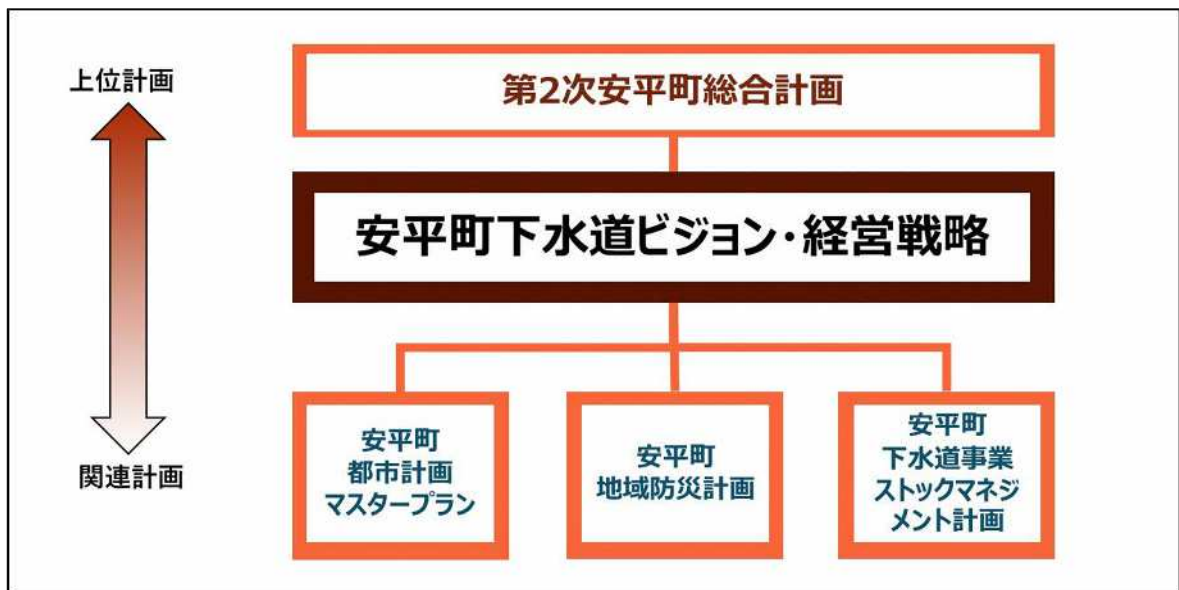 上位計画
第2次安平町総合計画
安平町下水道ビジョン・経営戦略
関連計画
安平町
都市計画
マスタープラン
安平町
地域防災計画
安平町
下水道事業
ストックマネジ
メント計画